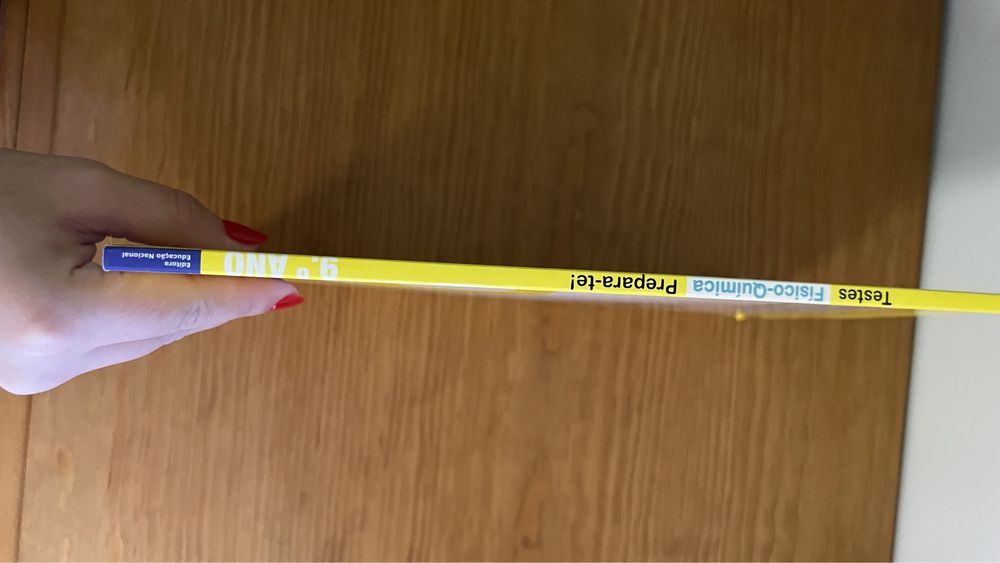 Testes Físico-Química Prepara-te! 9.º ANO
Editora
Educação Nacional